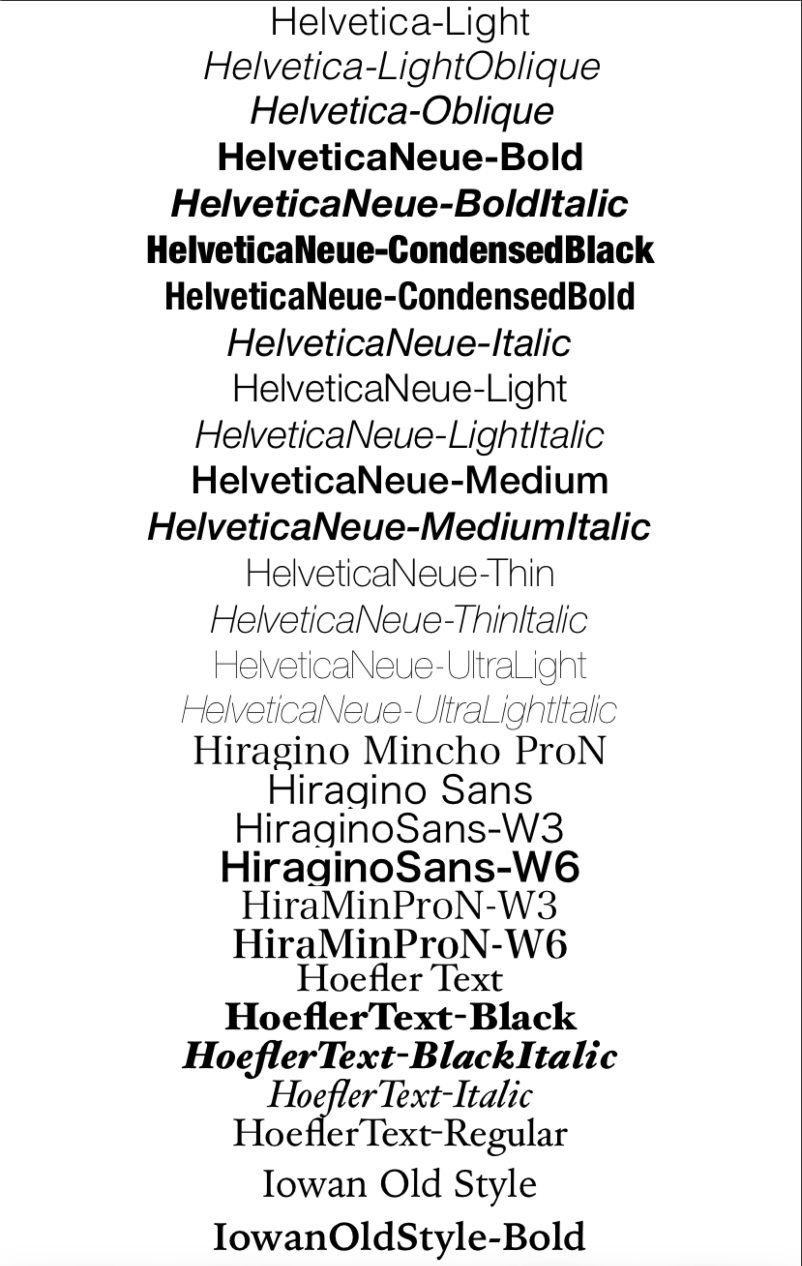 Helvetica-Light
Helvetica-LightOblique
Helvetica-Oblique
HelveticaNeue-Bold
HelveticaNeue-BoldItalic
HelveticaNeue-CondensedBlack
HelveticaNeue-CondensedBold
HelveticaNeue-Italic
HelveticaNeue-Light
HelveticaNeue-LightItalic
HelveticaNeue-Medium
HelveticaNeue-MediumItalic
HelveticaNeue-Thin
HelveticaNeue-ThinItalic
HelveticaNeue-UltraLight
HelveticaNeue-UltraLightItalic
Hiragino Mincho ProN
Hiragino Sans
HiraginoSans-W3
HiraginoSans-W6
HiraMinProN-W3
HiraMinProN-W6
Hoefler Text
HoeflerText-Black
HoeflerText-BlackItalic
HoeflerText-Italic
HoeflerText-Regular
Iowan Old Style
IowanOldStyle-Bold